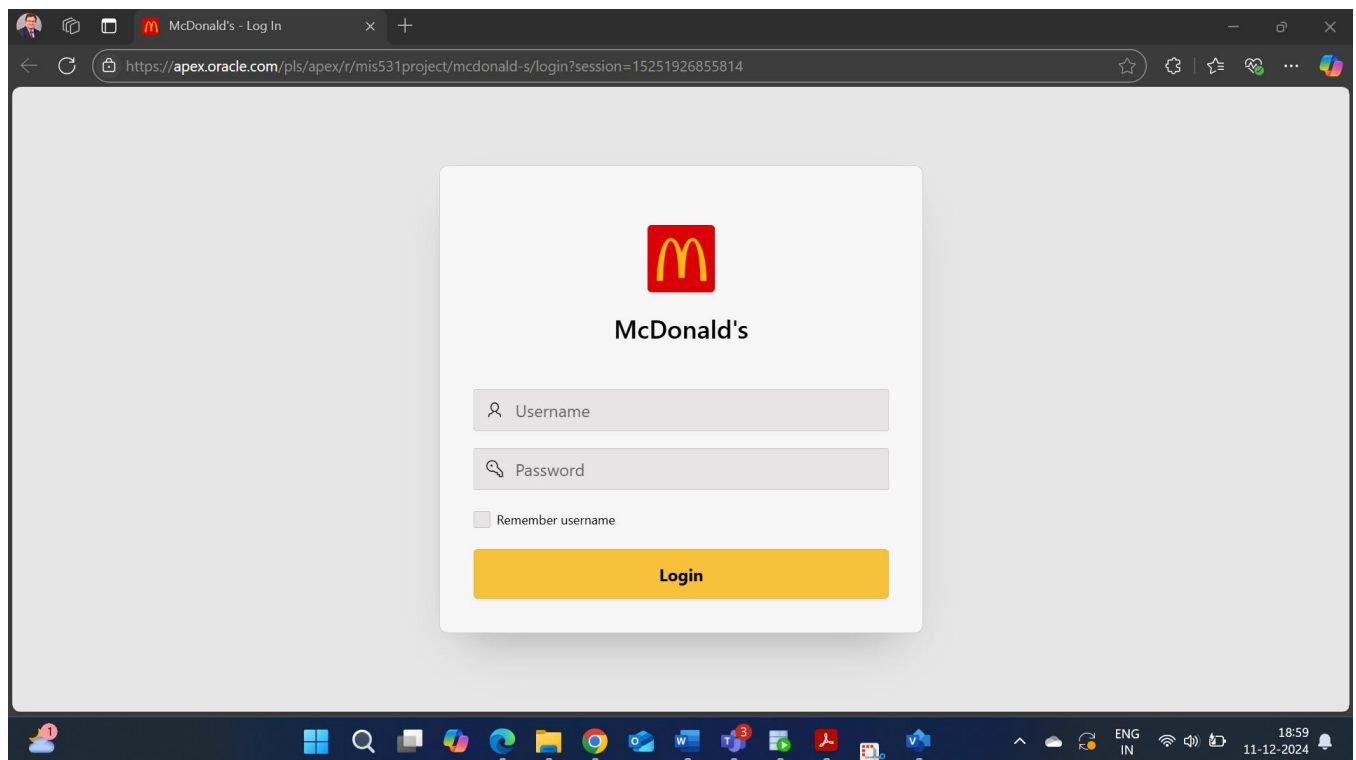 McDonald's - Log In
https://apex.oracle.com/pls/apex/r/mis531project/mcdonald-s/login?session=15251926855814
McDonald's
Username
Password
Remember username
Login
1
3
ENG
IN
18:59
11-12-2024